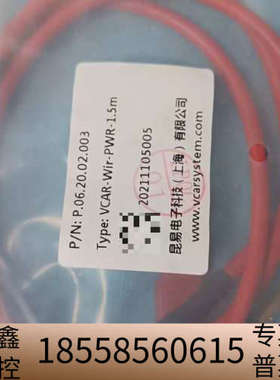 P/N: P.06.20.02.003
Type: VCAR-Wir-PWR-1.5m
20211105005
昆易电子科技（上海）有限公司
www.vcarsystem.com
鑫
控
18558560615
专
普